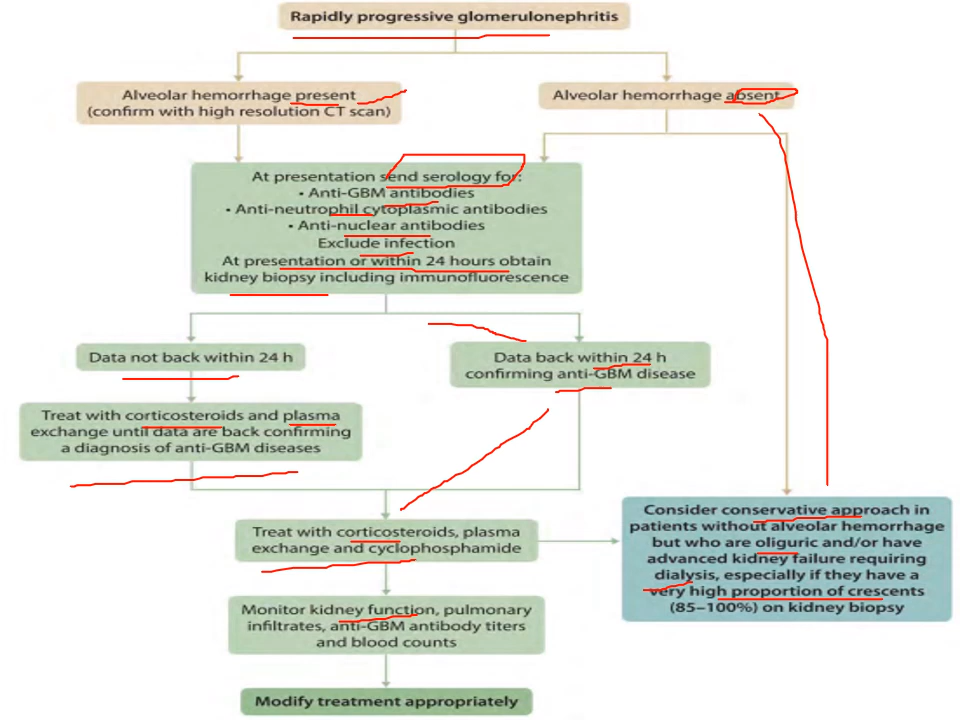 Rapidly progressive glomerulonephritis
Alveolar hemorrhage present
(confirm with high resolution CT scan)
Alveolar hemorrhage absent
At presentation send serology for:
• Anti-GBM antibodies
• Anti-neutrophil cytoplasmic antibodies
• Anti-nuclear antibodies
Exclude infection
At presentation or within 24 hours obtain
kidney biopsy including immunofluorescence
Data not back within 24 h
Data back within 24 h
confirming anti-GBM disease
Treat with corticosteroids and plasma
exchange until data are back confirming
a diagnosis of anti-GBM diseases
Treat with corticosteroids, plasma
exchange and cyclophosphamide
Consider conservative approach in
patients without alveolar hemorrhage
but who are oliguric and/or have
advanced kidney failure requiring
dialysis, especially if they have a
very high proportion of crescents
(85–100%) on kidney biopsy
Monitor kidney function, pulmonary
infiltrates, anti-GBM antibody titers
and blood counts
Modify treatment appropriately